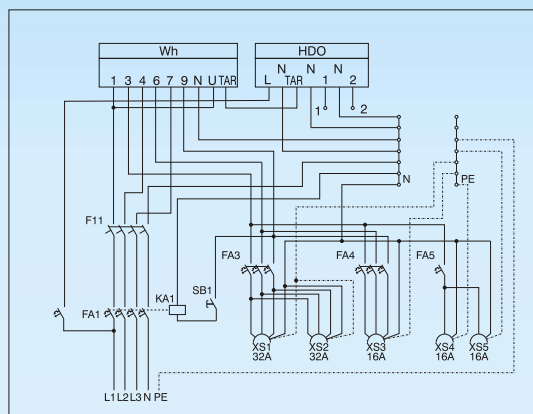 Wh HDO
N N N
1 3 4 6 7 9 N U TAR L TAR 1 2
1 2
N PE
F11
FA3 FA4 FA5
SB1
KA1
FA1
XS1 XS2 XS3 XS4 XS5
32A 32A 16A 16A 16A
L1 L2 L3 N PE